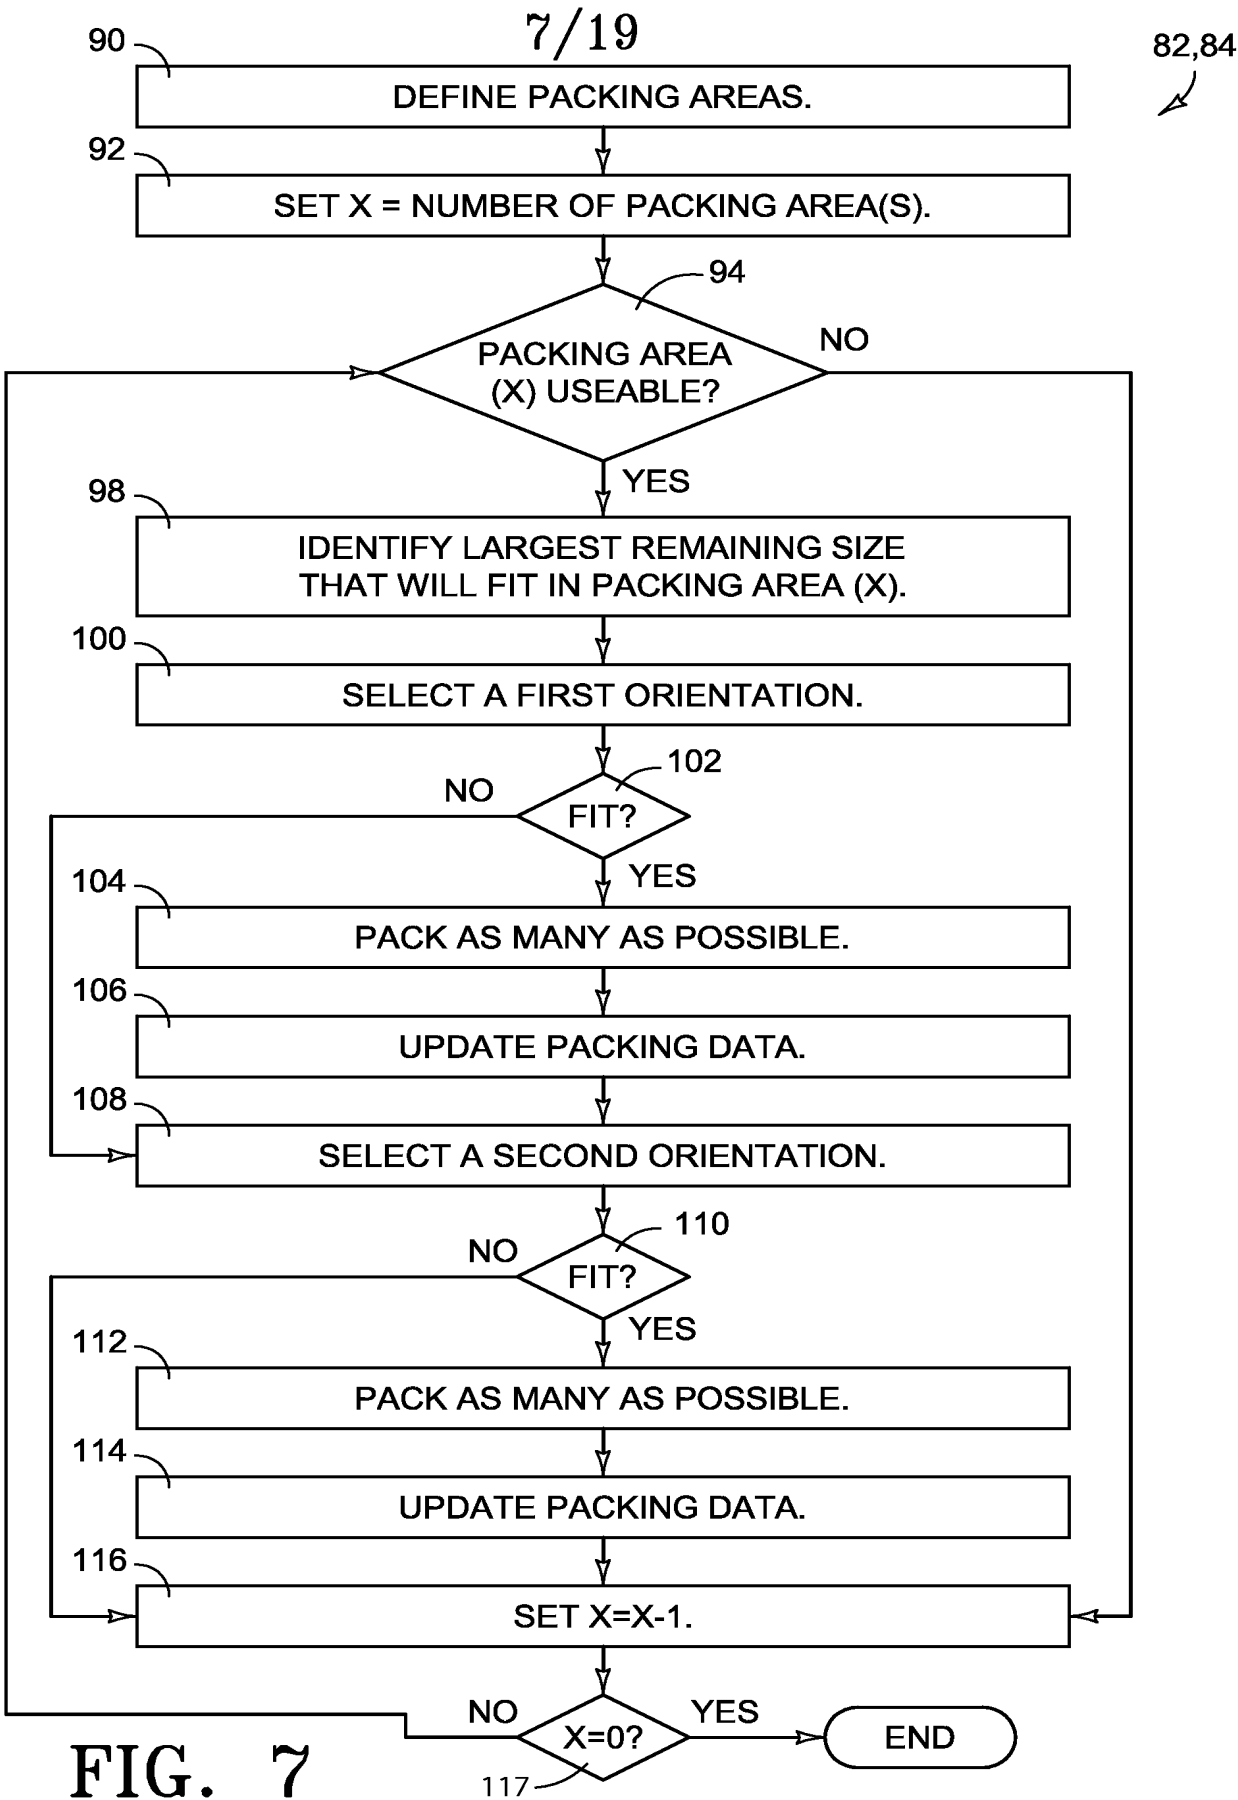 7/19
82,84
90
DEFINE PACKING AREAS.
92
SET X = NUMBER OF PACKING AREA(S).
94
PACKING AREA
(X) USEABLE?
NO
YES
98
IDENTIFY LARGEST REMAINING SIZE
THAT WILL FIT IN PACKING AREA (X).
100
SELECT A FIRST ORIENTATION.
102
NO
FIT?
YES
104
PACK AS MANY AS POSSIBLE.
106
UPDATE PACKING DATA.
108
SELECT A SECOND ORIENTATION.
110
NO
FIT?
YES
112
PACK AS MANY AS POSSIBLE.
114
UPDATE PACKING DATA.
116
SET X=X-1.
NO
X=0?
YES
END
117
FIG. 7